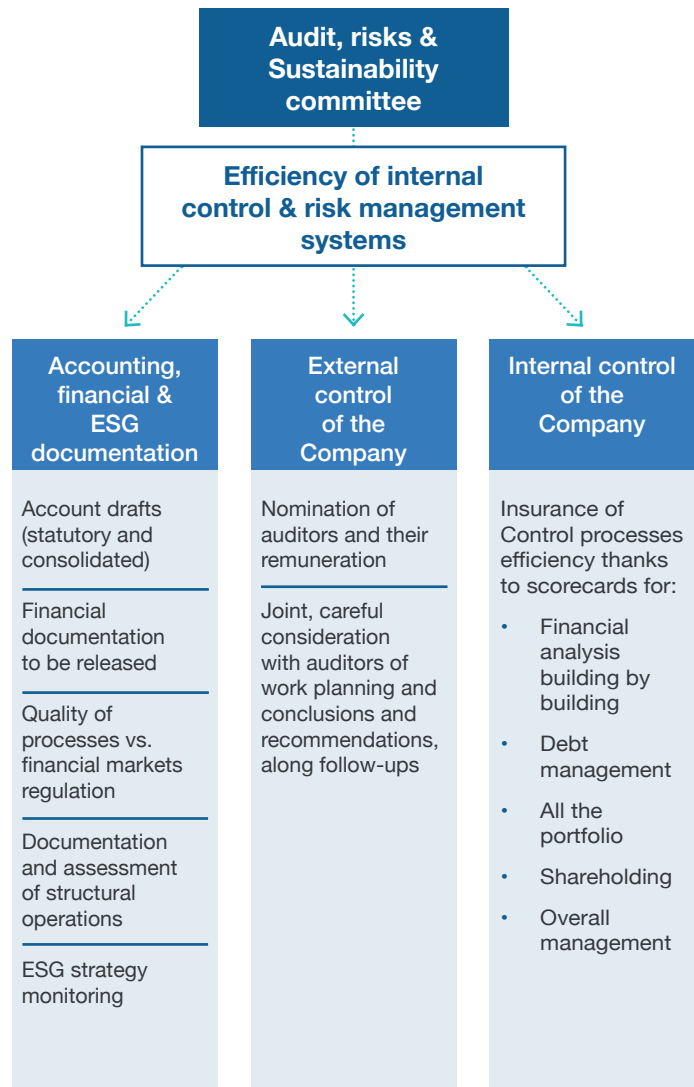 Audit, risks &
Sustainability
committee
Efficiency of internal
control & risk management
systems
Accounting,
financial &
ESG
documentation
Account drafts
(statutory and
consolidated)
Financial
documentation
to be released
Quality of
processes vs.
financial markets
regulation
Documentation
and assessment
of structural
operations
ESG strategy
monitoring
External
control
of the
Company
Nomination of
auditors and their
remuneration
Joint, careful
consideration
with auditors of
work planning and
conclusions and
recommendations,
along follow-ups
Internal control
of the
Company
Insurance of
Control processes
efficiency thanks
to scorecards for:
• Financial
analysis
building by
building
• Debt
management
• All the
portfolio
• Shareholding
• Overall
management